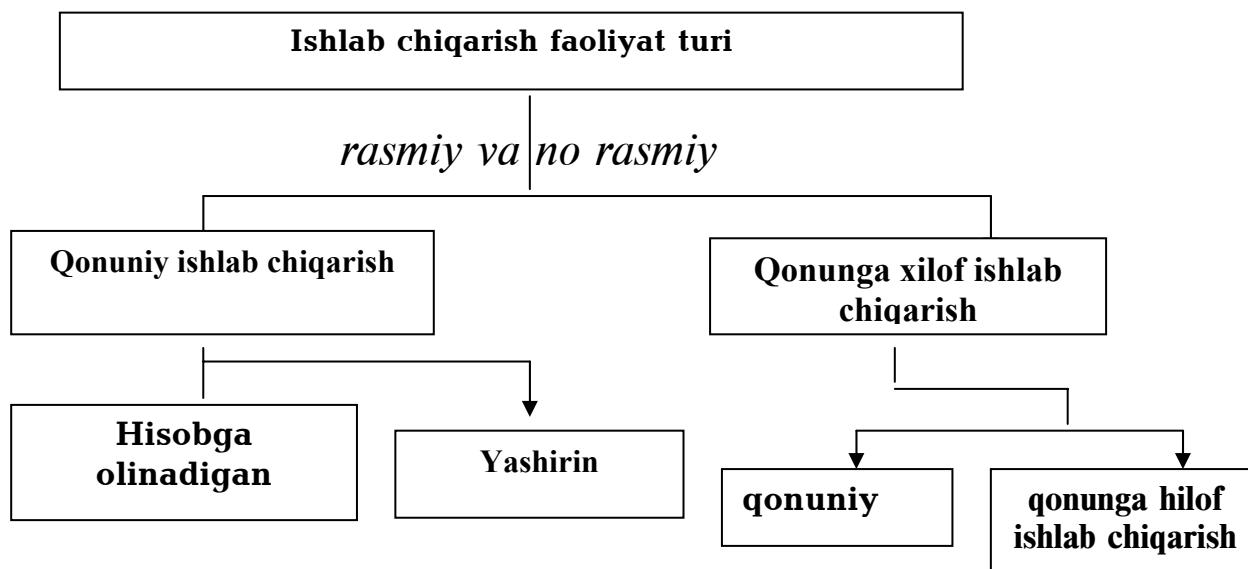 Ishlab chiqarish faoliyat turi
rasmiy va no rasmiy
Qonuniy ishlab chiqarish
Qonunga xilof ishlab
chiqarish
Hisobga
olinadigan
Yashirin
qonuniy
qonunga hilof
ishlab chiqarish